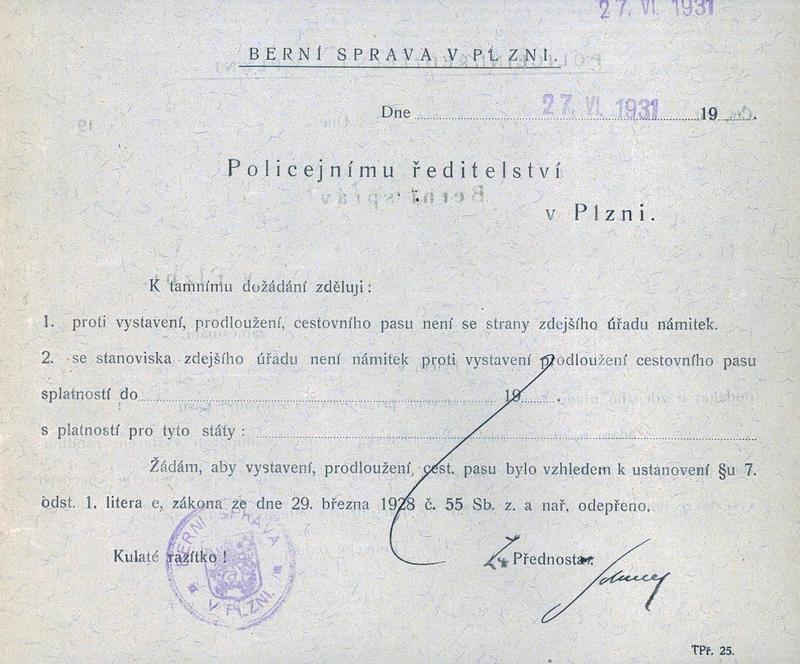 27. VI. 1931
BERNÍ SPRAVA V PLZNI.
Dne 27. VI. 1931 19 .
Policejnímu ředitelství
v Plzni.
K tamnímu dožádání zděluji :
1. proti vystavení, prodloužení, cestovního pasu není se strany zdejšího úřadu námitek.
2. se stanoviska zdejšího úřadu není námitek proti vystavení prodloužení cestovního pasu
splatností do 19 .
s platností pro tyto státy :
Žádám, aby vystavení, prodloužení, cest. pasu bylo vzhledem k ustanovení §u 7.
odst. 1. litera e, zákona ze dne 29. března 1928 č. 55 Sb. z. a nař. odepřeno.
Kulaté razítko !
BERNÍ SPRÁVA V PLZNI.
Za Přednosta
TPř. 25.